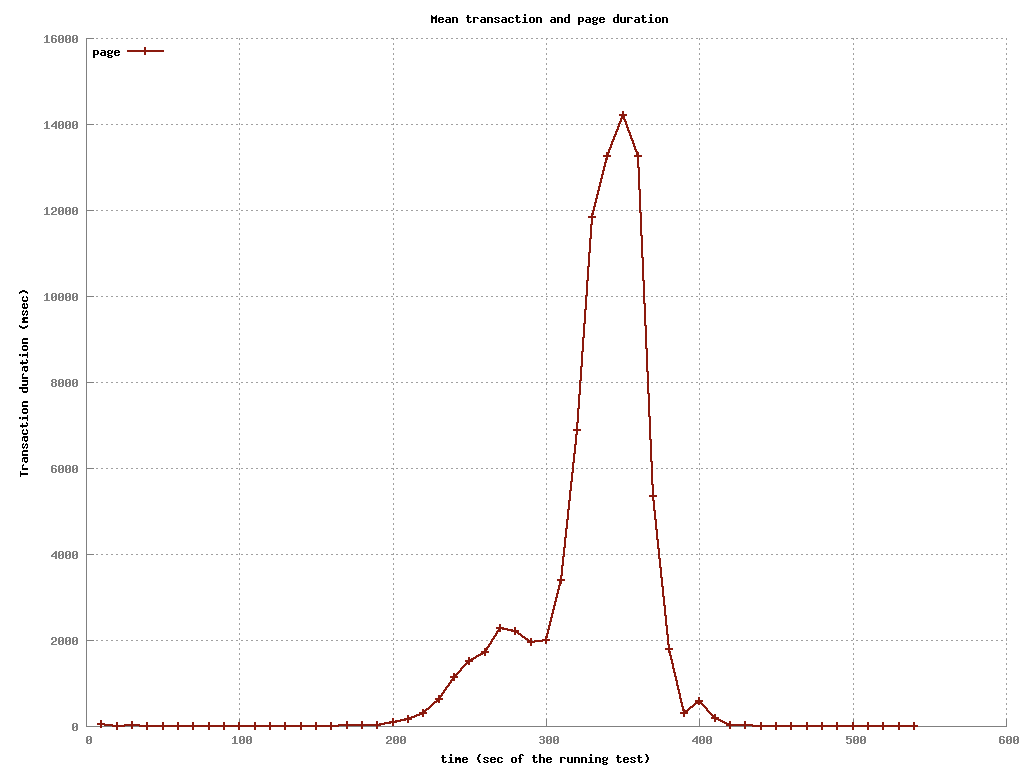 Mean transaction and page duration
16000
page
14000
12000
10000
8000
6000
4000
2000
0
Transaction duration (msec)
0 100 200 300 400 500 600
time (sec of the running test)